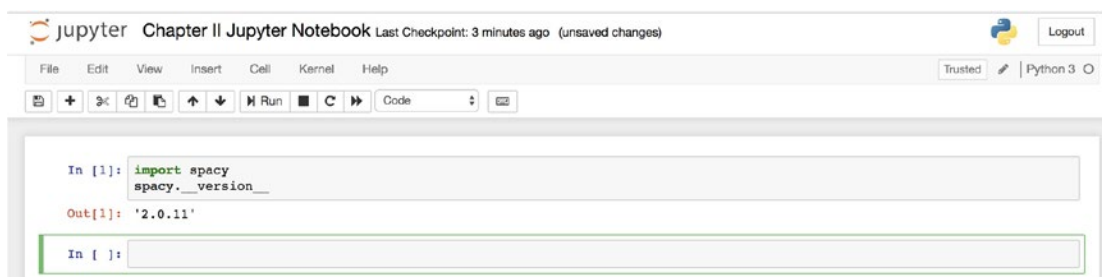 jupyter Chapter II Jupyter Notebook Last Checkpoint: 3 minutes ago (unsaved changes) Logout
File Edit View Insert Cell Kernel Help Trusted Python 3
Run Code
In [1]: import spacy
spacy.__version__
Out[1]: '2.0.11'
In [ ]: